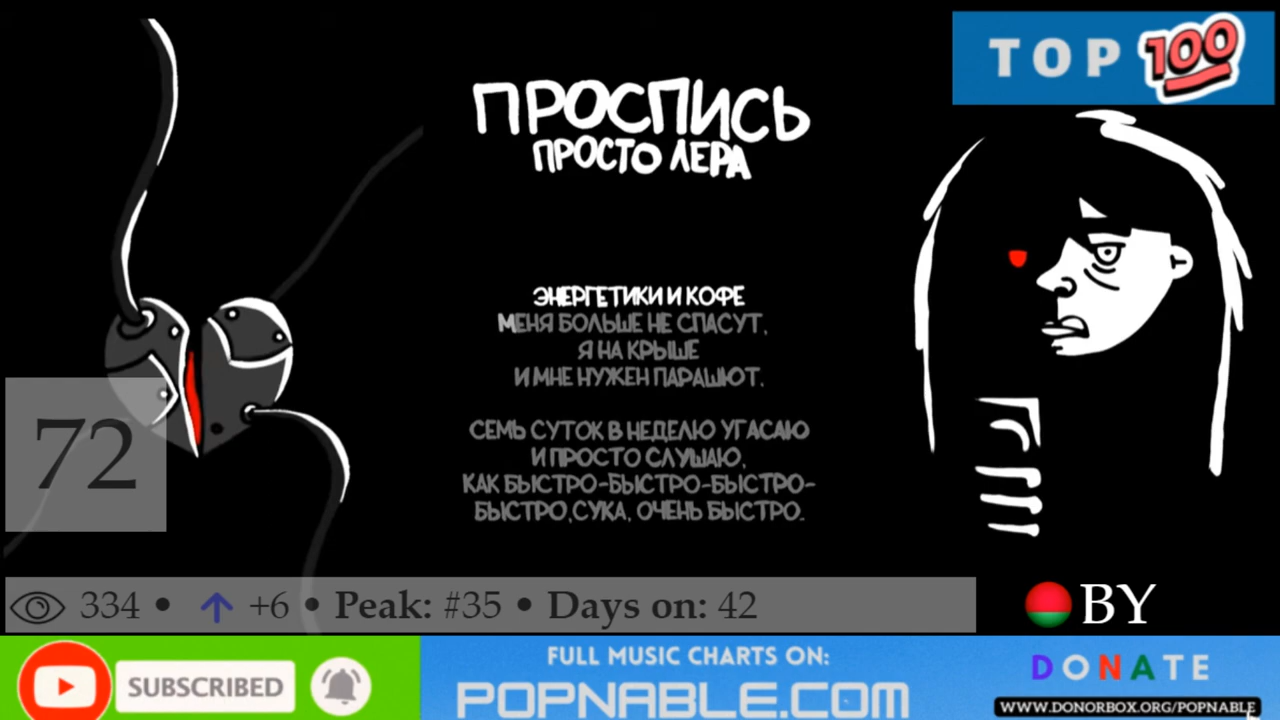 TOP 100
ПРОСПИСЬ
ПРОСТО ЛЕРА
ЭНЕРГЕТИКИ И КОФЕ
МЕНЯ БОЛЬШЕ НЕ СПАСУТ,
Я НА КРЫШЕ
И МНЕ НУЖЕН ПАРАШЮТ.
СЕМЬ СУТОК В НЕДЕЛЮ УГАСАЮ
И ПРОСТО СЛУШАЮ,
КАК БЫСТРО-БЫСТРО-БЫСТРО-
БЫСТРО, СУКА, ОЧЕНЬ БЫСТРО.
72
334 • +6 • Peak: #35 • Days on: 42
BY
SUBSCRIBED
FULL MUSIC CHARTS ON:
POPNABLE.COM
DONATE
WWW.DONORBOX.ORG/POPNABLE